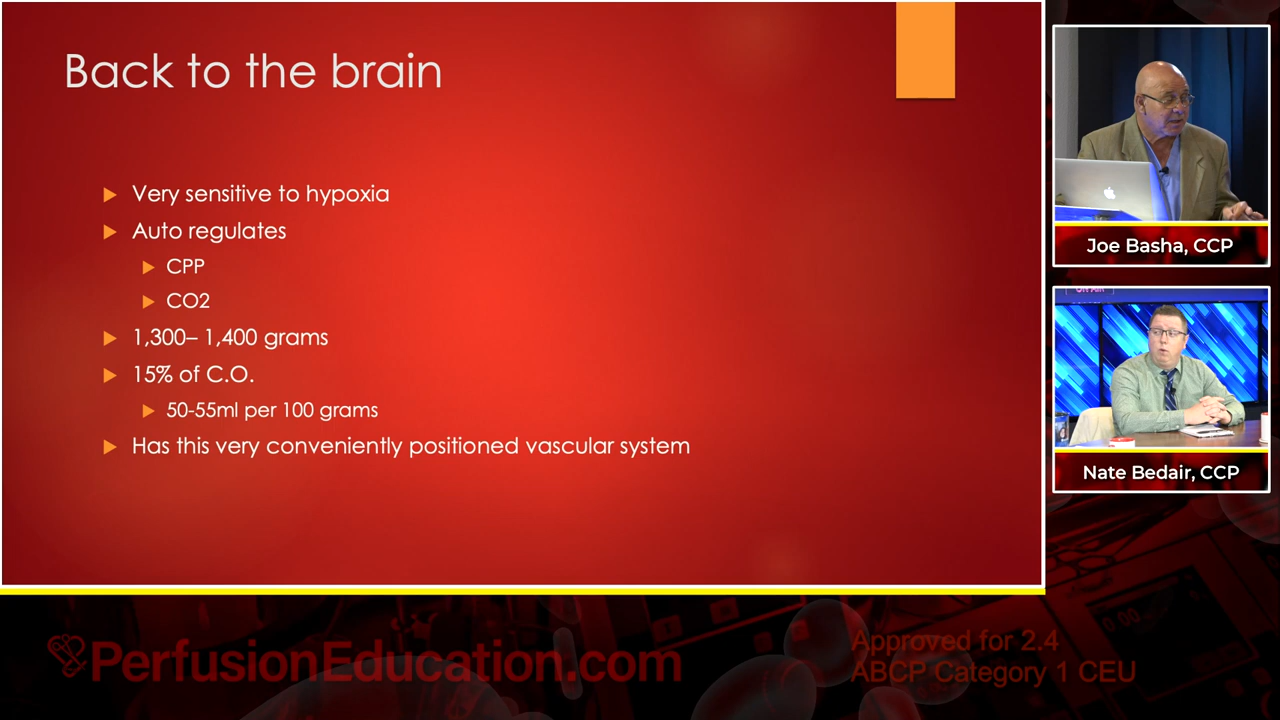 Back to the brain
Very sensitive to hypoxia
Auto regulates
CPP
CO2
1,300– 1,400 grams
15% of C.O.
50-55ml per 100 grams
Has this very conveniently positioned vascular system
Joe Basha, CCP
Nate Bedair, CCP
PerfusionEducation.com
Approved for 2.4
ABCP Category 1 CEU